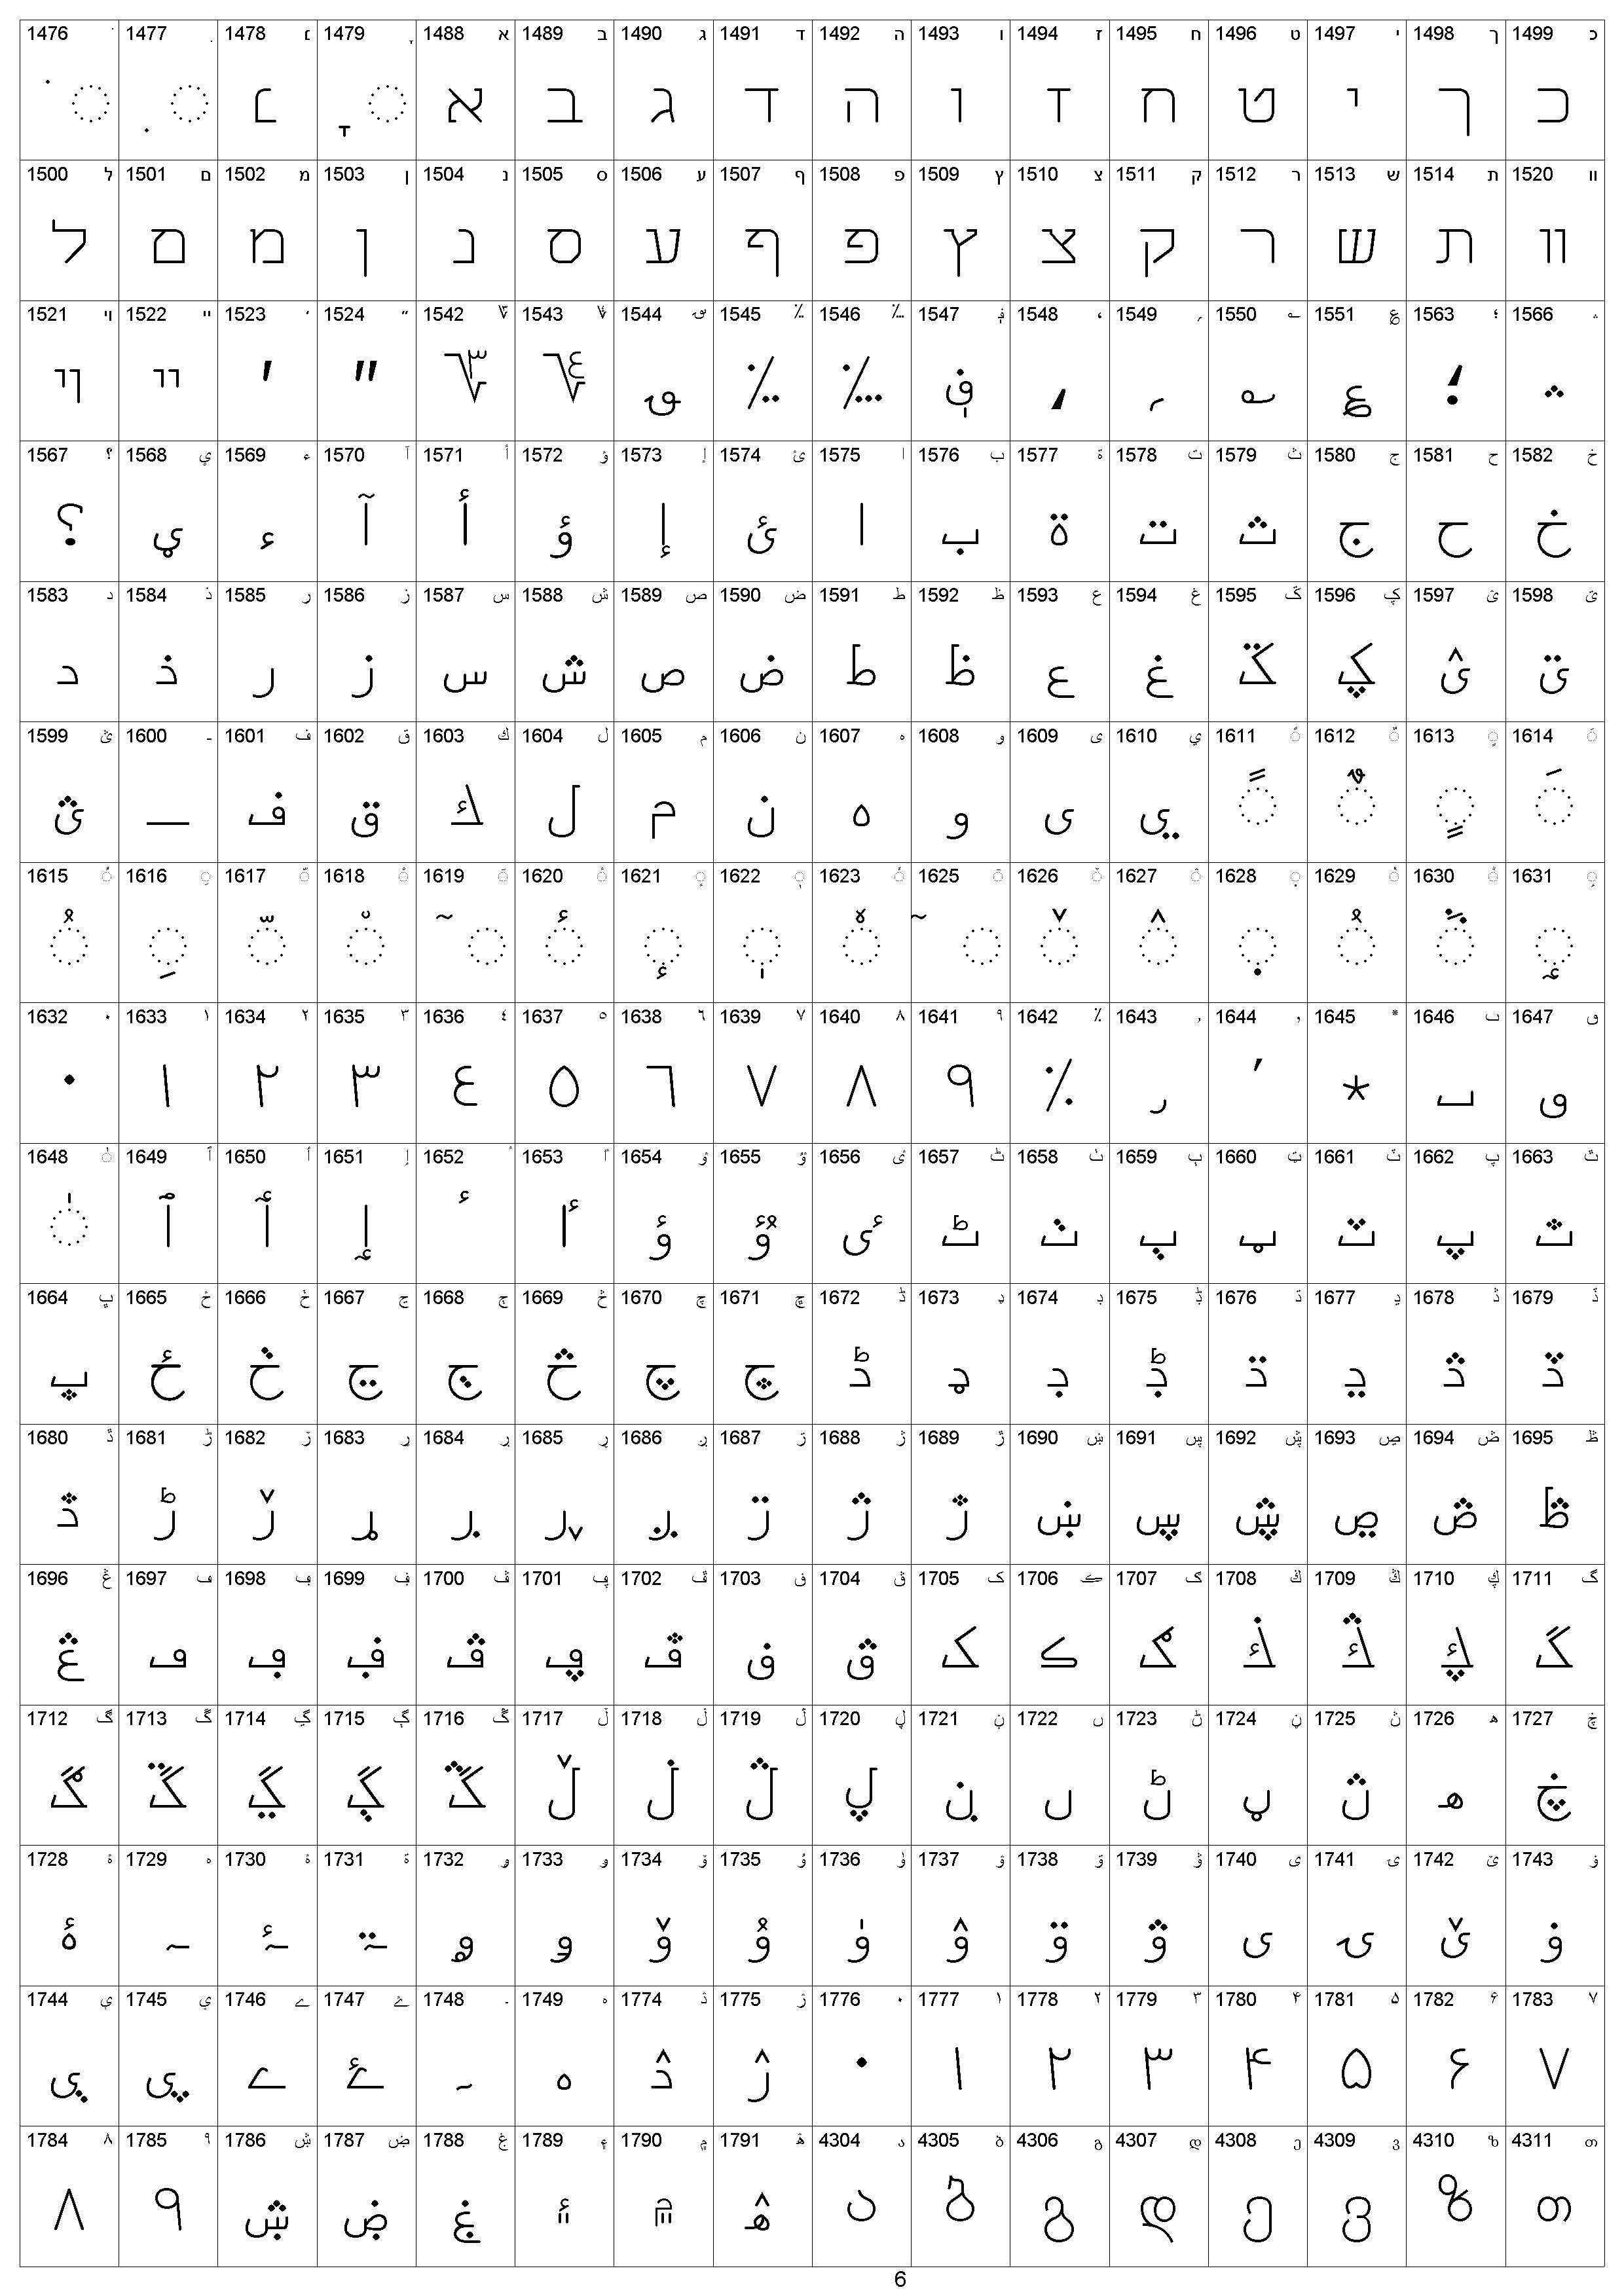 1476 ׄ 1477 ׅ 1478 ׆ 1479 ׇ 1488 א 1489 ב 1490 ג 1491 ד 1492 ה 1493 ו 1494 ז 1495 ח 1496 ט 1497 י 1498 ך 1499 כ
◌ׄ ◌ׅ ׆ ◌ׇ א ב ג ד ה ו ז ח ט י ך כ
1500 ל 1501 ם 1502 מ 1503 ן 1504 נ 1505 ס 1506 ע 1507 ף 1508 פ 1509 ץ 1510 צ 1511 ק 1512 ר 1513 ש 1514 ת 1520 װ
ל ם מ ן נ ס ע ף פ ץ צ ק ר ש ת װ
1521 ױ 1522 ײ 1523 ׳ 1524 ״ 1542 ؆ 1543 ؇ 1544 ؈ 1545 ؉ 1546 ؊ 1547 ؋ 1548 ، 1549 ؍ 1550 ؎ 1551 ؏ 1563 ؛ 1566 ؞
ױ ײ ׳ ״ ؆ ؇ ؈ ؉ ؊ ؋ ، ؍ ؎ ؏ ؛ ؞
1567 ؟ 1568 ؠ 1569 ء 1570 آ 1571 أ 1572 ؤ 1573 إ 1574 ئ 1575 ا 1576 ب 1577 ة 1578 ت 1579 ث 1580 ج 1581 ح 1582 خ
؟ ؠ ء آ أ ؤ إ ئ ا ب ة ت ث ج ح خ
1583 د 1584 ذ 1585 ر 1586 ز 1587 س 1588 ش 1589 ص 1590 ض 1591 ط 1592 ظ 1593 ع 1594 غ 1595 ػ 1596 ؼ 1597 ؽ 1598 ؾ
د ذ ر ز س ش ص ض ط ظ ع غ ػ ؼ ؽ ؾ
1599 ؿ 1600 ـ 1601 ف 1602 ق 1603 ك 1604 ل 1605 م 1606 ن 1607 ه 1608 و 1609 ى 1610 ي 1611 ◌ً 1612 ◌ٌ 1613 ◌ٍ 1614 ◌َ
ؿ ـ ف ق ك ل م ن ه و ى ي ◌ً ◌ٌ ◌ٍ ◌َ
1615 ◌ُ 1616 ◌ِ 1617 ◌ّ 1618 ◌ْ 1619 ◌ٓ 1620 ◌ٔ 1621 ◌ٕ 1622 ◌ٖ 1623 ◌ٗ 1625 ◌ٙ 1626 ◌ٚ 1627 ◌ٛ 1628 ◌ٜ 1629 ◌ٝ 1630 ◌ٞ 1631 ◌ٟ
◌ُ ◌ِ ◌ّ ◌ْ ◌ٓ ◌ٔ ◌ٕ ◌ٖ ◌ٗ ◌ٙ ◌ٚ ◌ٛ ◌ٜ ◌ٝ ◌ٞ ◌ٟ
1632 ٠ 1633 ١ 1634 ٢ 1635 ٣ 1636 ٤ 1637 ٥ 1638 ٦ 1639 ٧ 1640 ٨ 1641 ٩ 1642 ٪ 1643 ٫ 1644 ٬ 1645 ٭ 1646 ٮ 1647 ٯ
٠ ١ ٢ ٣ ٤ ٥ ٦ ٧ ٨ ٩ ٪ ٫ ٬ ٭ ٮ ٯ
1648 ◌ٰ 1649 ٱ 1650 ٲ 1651 ٳ 1652 ٴ 1653 ٵ 1654 ٶ 1655 ٷ 1656 ٸ 1657 ٹ 1658 ٺ 1659 ٻ 1660 ټ 1661 ٽ 1662 پ 1663 ٿ
◌ٰ ٱ ٲ ٳ ٴ ٵ ٶ ٷ ٸ ٹ ٺ ٻ ټ ٽ پ ٿ
1664 ڀ 1665 ځ 1666 ڂ 1667 ڃ 1668 ڄ 1669 څ 1670 چ 1671 ڇ 1672 ڈ 1673 ډ 1674 ڊ 1675 ڋ 1676 ڌ 1677 ڍ 1678 ڎ 1679 ڏ
ڀ ځ ڂ ڃ ڄ څ چ ڇ ڈ ډ ڊ ڋ ڌ ڍ ڎ ڏ
1680 ڐ 1681 ڑ 1682 ڒ 1683 ړ 1684 ڔ 1685 ڕ 1686 ږ 1687 ڗ 1688 ژ 1689 ڙ 1690 ښ 1691 ڛ 1692 ڜ 1693 ڝ 1694 ڞ 1695 ڟ
ڐ ڑ ڒ ړ ڔ ڕ ږ ڗ ژ ڙ ښ ڛ ڜ ڝ ڞ ڟ
1696 ڠ 1697 ڡ 1698 ڢ 1699 ڣ 1700 ڤ 1701 ڥ 1702 ڦ 1703 ڧ 1704 ڨ 1705 ک 1706 ڪ 1707 ګ 1708 ڬ 1709 ڭ 1710 ڮ 1711 گ
ڠ ڡ ڢ ڣ ڤ ڥ ڦ ڧ ڨ ک ڪ ګ ڬ ڭ ڮ گ
1712 ڰ 1713 ڱ 1714 ڲ 1715 ڳ 1716 ڴ 1717 ڵ 1718 ڶ 1719 ڷ 1720 ڸ 1721 ڹ 1722 ں 1723 ڻ 1724 ڼ 1725 ڽ 1726 ھ 1727 ڿ
ڰ ڱ ڲ ڳ ڴ ڵ ڶ ڷ ڸ ڹ ں ڻ ڼ ڽ ھ ڿ
1728 ۀ 1729 ہ 1730 ۂ 1731 ۃ 1732 ۄ 1733 ۅ 1734 ۆ 1735 ۇ 1736 ۈ 1737 ۉ 1738 ۊ 1739 ۋ 1740 ی 1741 ۍ 1742 ێ 1743 ۏ
ۀ ہ ۂ ۃ ۄ ۅ ۆ ۇ ۈ ۉ ۊ ۋ ی ۍ ێ ۏ
1744 ې 1745 ۑ 1746 ے 1747 ۓ 1748 ۔ 1749 ە 1774 ۮ 1775 ۯ 1776 ۰ 1777 ۱ 1778 ۲ 1779 ۳ 1780 ۴ 1781 ۵ 1782 ۶ 1783 ۷
ې ۑ ے ۓ ۔ ە ۮ ۯ ۰ ۱ ۲ ۳ ۴ ۵ ۶ ۷
1784 ۸ 1785 ۹ 1786 ۺ 1787 ۻ 1788 ۼ 1789 ۽ 1790 ۾ 1791 ۿ 4304 ა 4305 ბ 4306 გ 4307 დ 4308 ე 4309 ვ 4310 ზ 4311 თ
۸ ۹ ۺ ۻ ۼ ۽ ۾ ۿ ა ბ გ დ ე ვ ზ თ
6